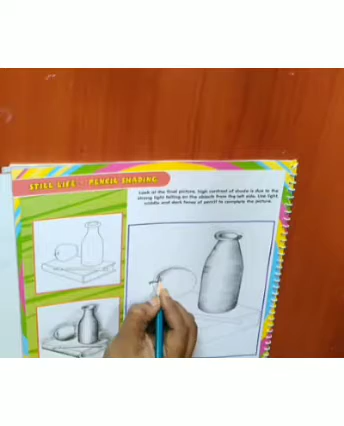 STILL LIFE - PENCIL SHADING
Look at the final picture. High contrast of shade is due to the
strong light falling on the objects from the left side. Use light,
middle and dark tones of pencil to complete the picture.